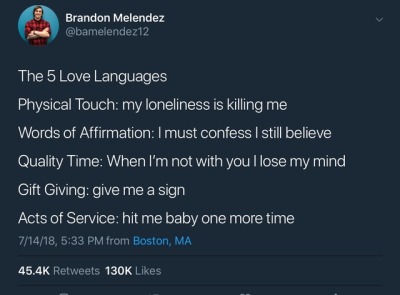 Brandon Melendez
@bamelendez12
The 5 Love Languages
Physical Touch: my loneliness is killing me
Words of Affirmation: I must confess I still believe
Quality Time: When I'm not with you I lose my mind
Gift Giving: give me a sign
Acts of Service: hit me baby one more time
7/14/18, 5:33 PM from Boston, MA
45.4K Retweets 130K Likes